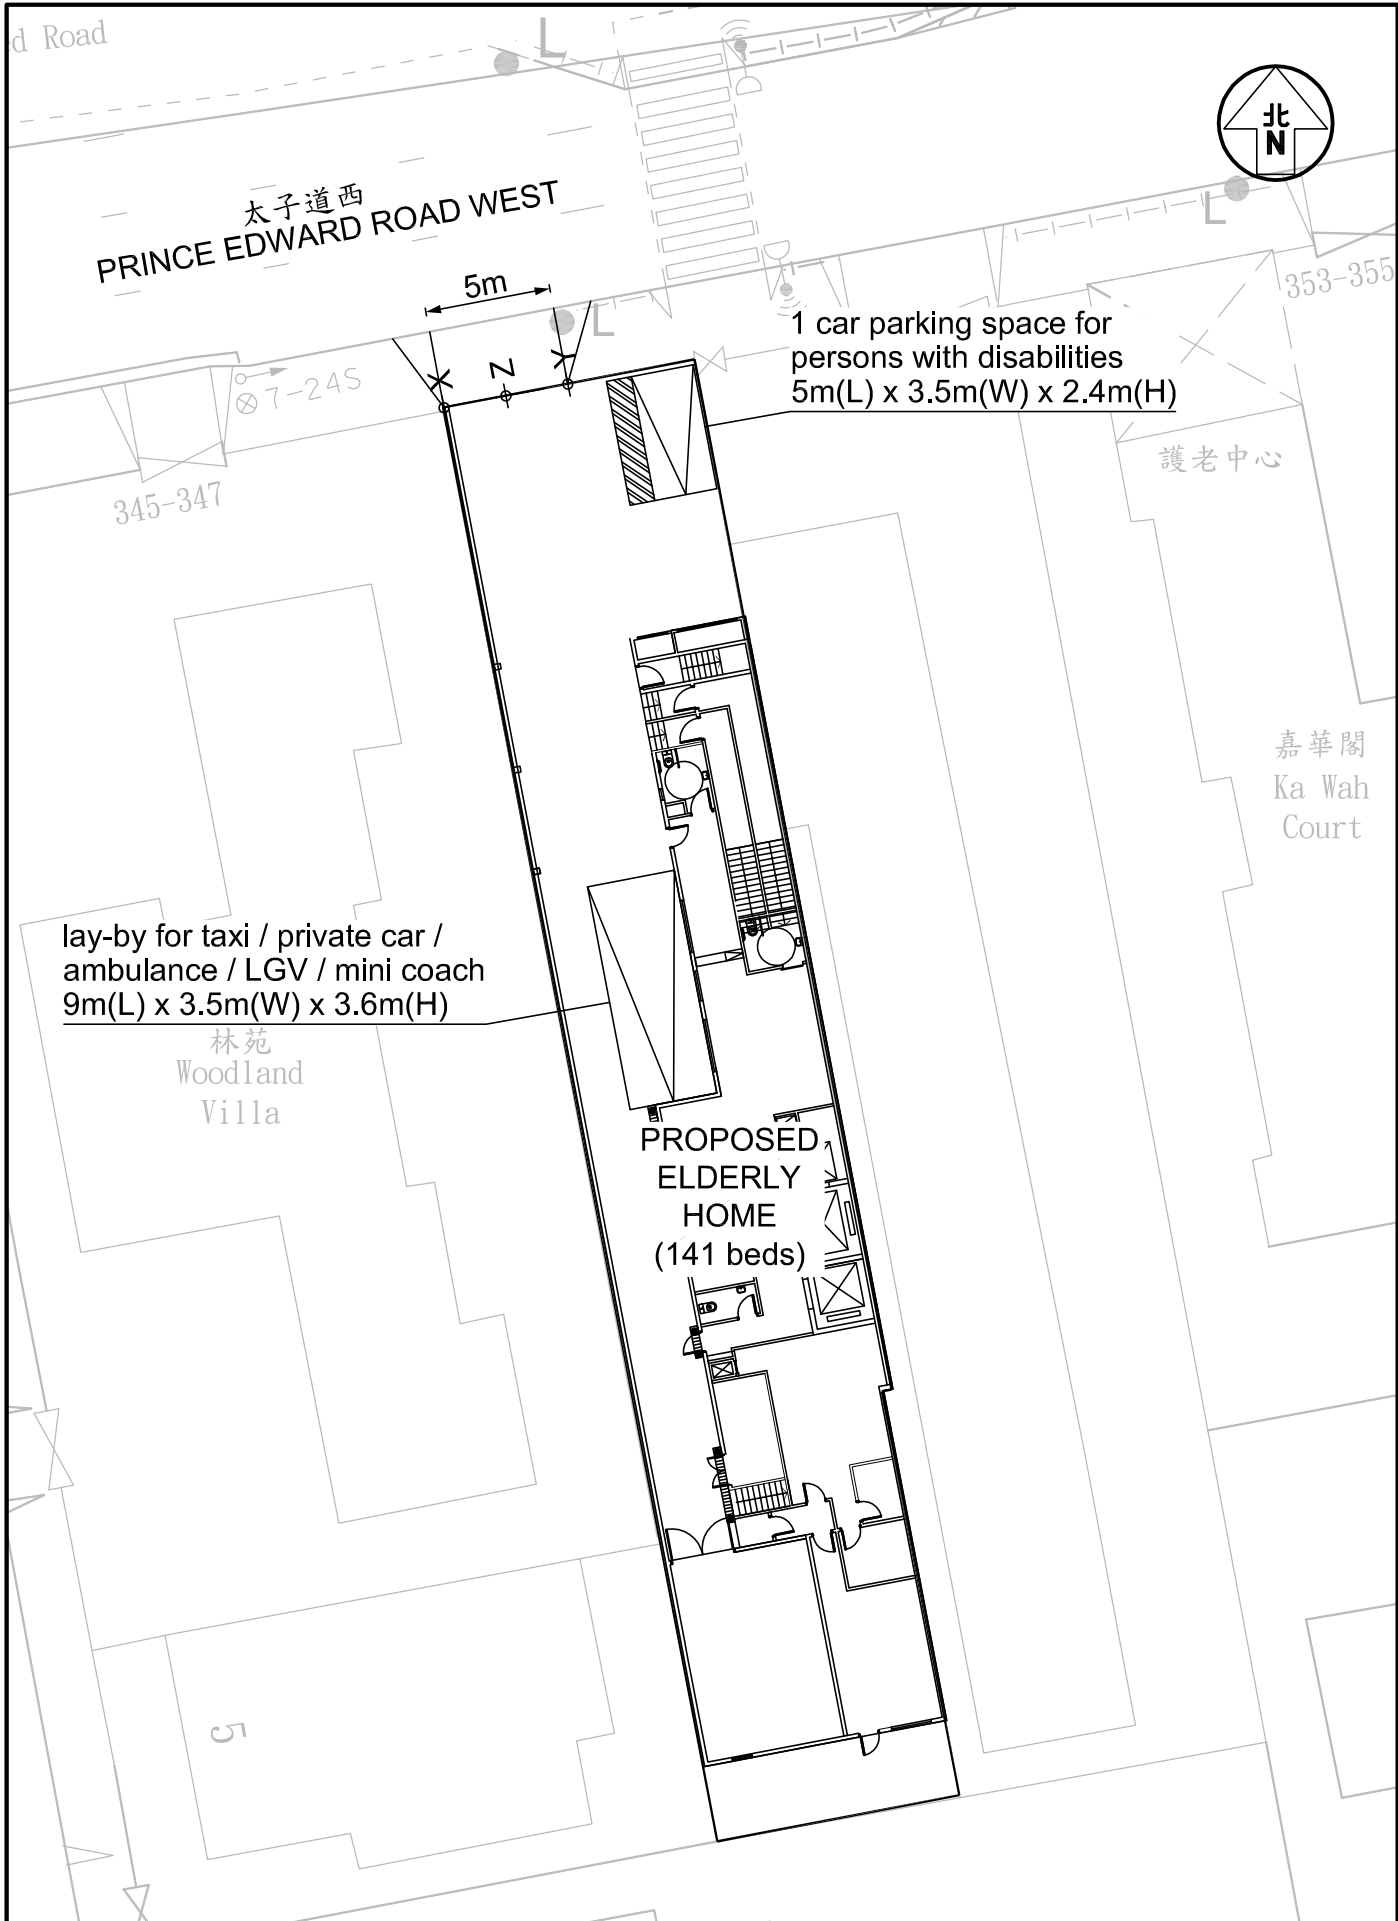 d Road
L
北
N
太子道西
PRINCE EDWARD ROAD WEST
L
353-355
5m
L
1 car parking space for
persons with disabilities
5m(L) x 3.5m(W) x 2.4m(H)
X
Z
Y
7-24S
護老中心
345-347
嘉華閣
Ka Wah
Court
lay-by for taxi / private car /
ambulance / LGV / mini coach
9m(L) x 3.5m(W) x 3.6m(H)
林苑
Woodland
Villa
PROPOSED
ELDERLY
HOME
(141 beds)
5